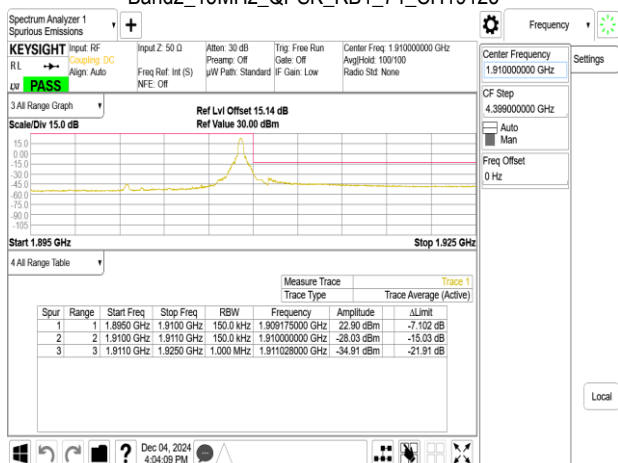 Spectrum Analyzer 1
Spurious Emissions
Frequency
KEYSIGHT Input: RF Input Z: 50 Ω Atten: 30 dB Trig: Free Run Center Freq: 1.910000000 GHz
RL Coupling: DC Preamp: Off Gate: Off Avg|Hold: 100/100
Align: Auto Freq Ref: Int (S) µW Path: Standard IF Gain: Low Radio Std: None
LXI PASS NFE: Off
Center Frequency
1.910000000 GHz
Settings
CF Step
4.399000000 GHz
Auto
Man
Freq Offset
0 Hz
3 All Range Graph
Scale/Div 15.0 dB
Ref Lvl Offset 15.14 dB
Ref Value 30.00 dBm
15.0
0.00
-15.0
-30.0
-45.0
-60.0
-75.0
-90.0
-105
Start 1.895 GHz Stop 1.925 GHz
4 All Range Table
Measure Trace Trace 1
Trace Type Trace Average (Active)
Spur Range Start Freq Stop Freq RBW Frequency Amplitude ΔLimit
1 1 1.8950 GHz 1.9100 GHz 150.0 kHz 1.909175000 GHz 22.90 dBm -7.102 dB
2 2 1.9100 GHz 1.9110 GHz 150.0 kHz 1.910000000 GHz -28.03 dBm -15.03 dB
3 3 1.9110 GHz 1.9250 GHz 1.000 MHz 1.911028000 GHz -34.91 dBm -21.91 dB
Local
Dec 04, 2024
4:04:09 PM